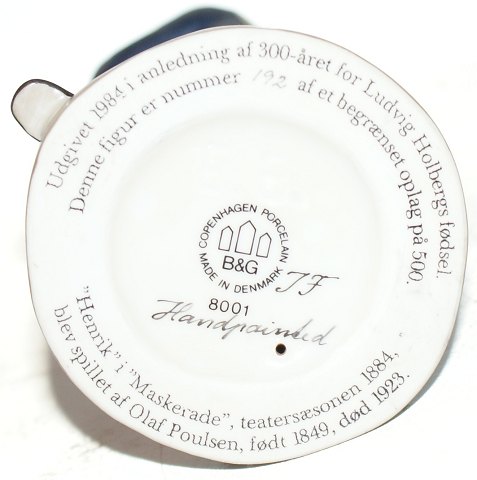 Udgivet 1984 i anledning af 300-året for Ludvig Holbergs fødsel.
Denne figur er nummer 192 af et begrænset oplag på 500.
COPENHAGEN PORCELAIN
B&G
MADE IN DENMARK
JF
8001
Handpainted
"Henrik" i "Maskerade", teatersæsonen 1884,
blev spillet af Olaf Poulsen, født 1849, død 1923.